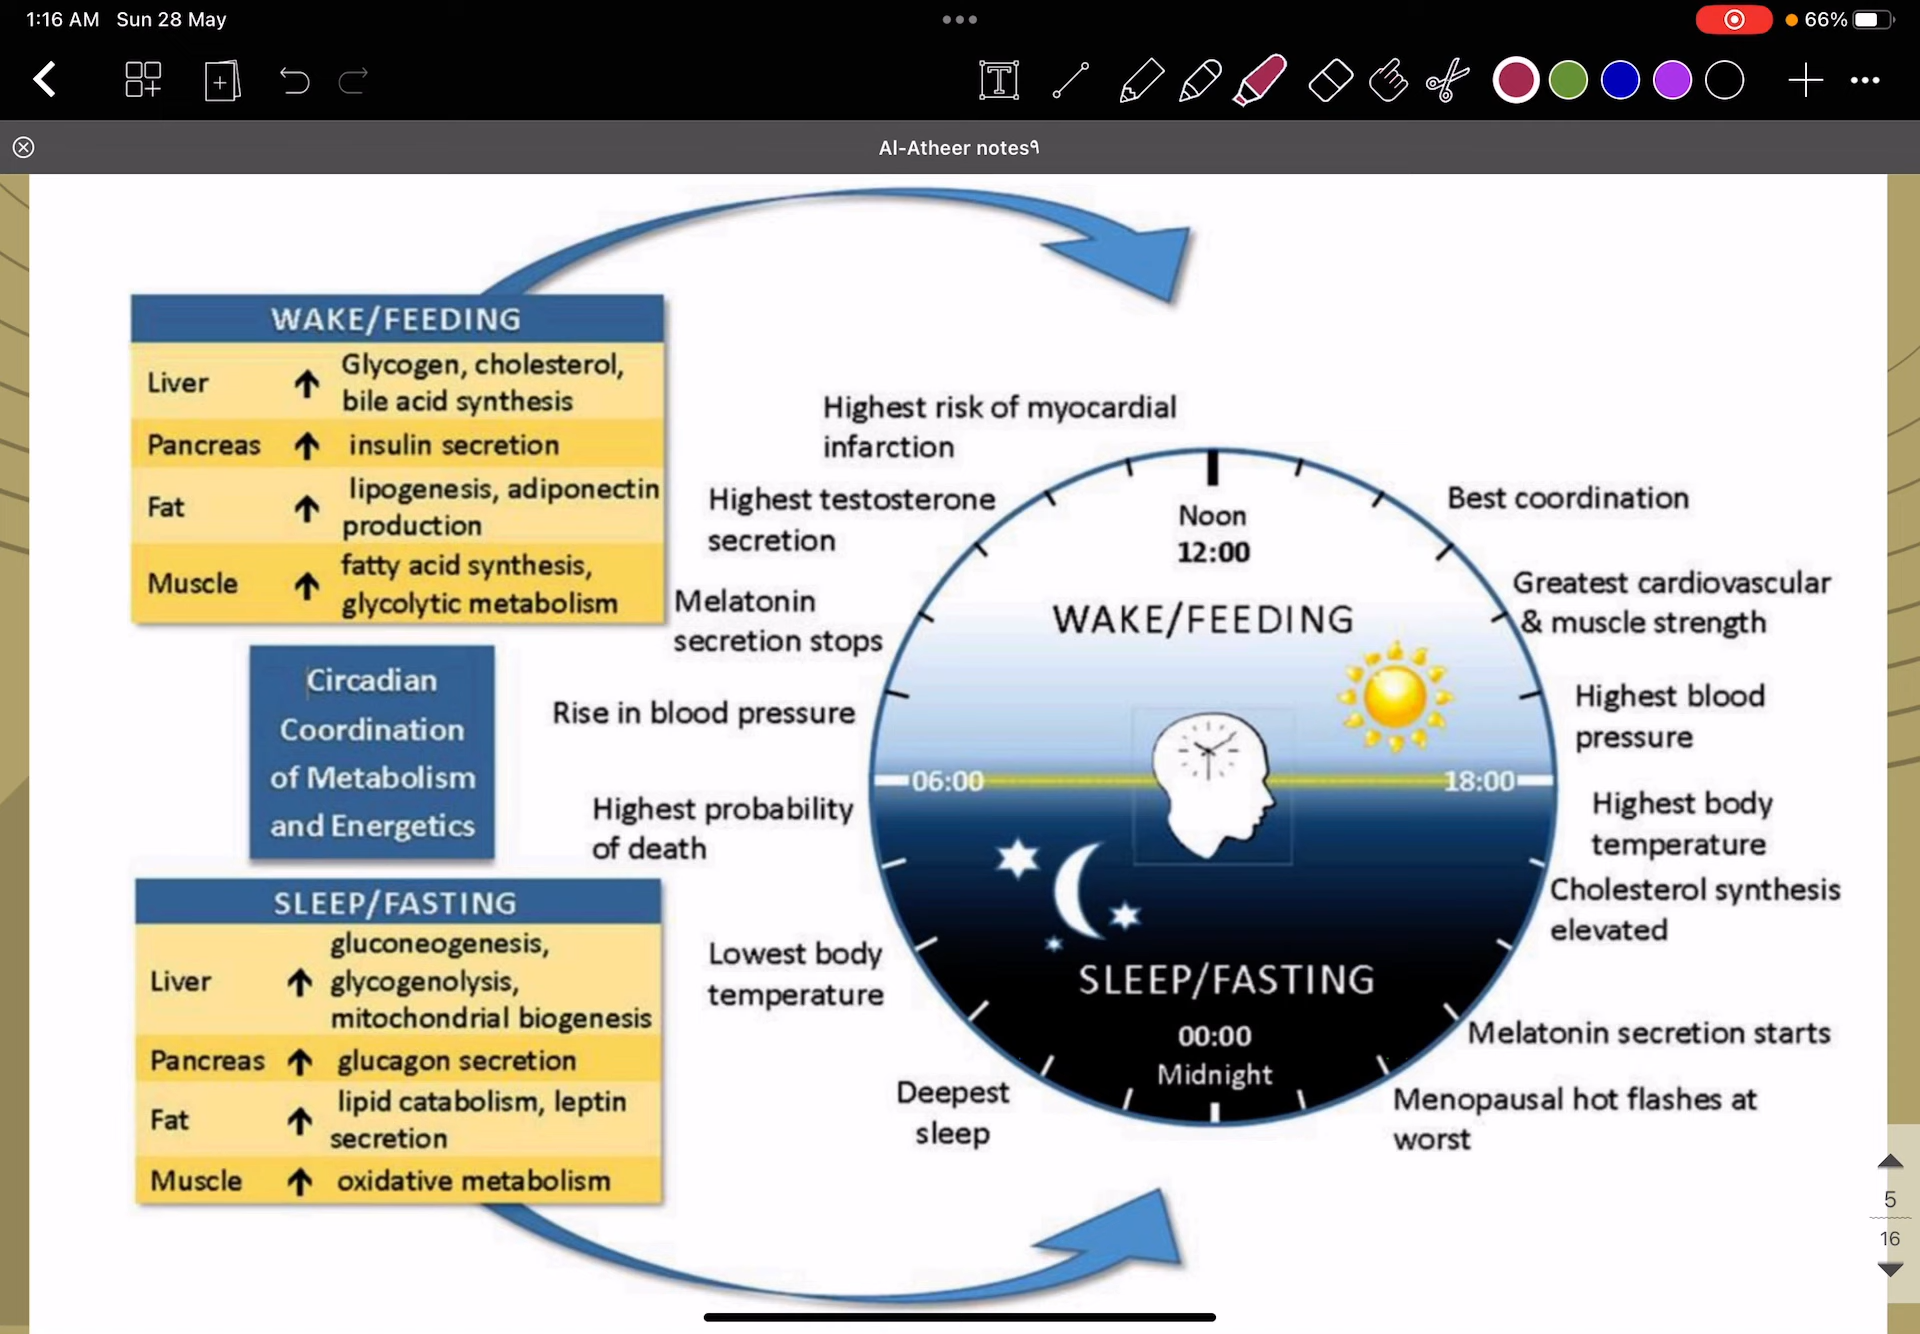 1:16 AM Sun 28 May
66%
T
Al-Atheer notes٩
WAKE/FEEDING
Liver
Glycogen, cholesterol,
bile acid synthesis
Pancreas
insulin secretion
Fat
lipogenesis, adiponectin
production
Muscle
fatty acid synthesis,
glycolytic metabolism
Circadian
Coordination
of Metabolism
and Energetics
SLEEP/FASTING
Liver
gluconeogenesis,
glycogenolysis,
mitochondrial biogenesis
Pancreas
glucagon secretion
Fat
lipid catabolism, leptin
secretion
Muscle
oxidative metabolism
Highest risk of myocardial
infarction
Highest testosterone
secretion
Melatonin
secretion stops
Rise in blood pressure
Highest probability
of death
Lowest body
temperature
Deepest
sleep
Noon
12:00
WAKE/FEEDING
06:00
18:00
SLEEP/FASTING
00:00
Midnight
Best coordination
Greatest cardiovascular
& muscle strength
Highest blood
pressure
Highest body
temperature
Cholesterol synthesis
elevated
Melatonin secretion starts
Menopausal hot flashes at
worst
5
16